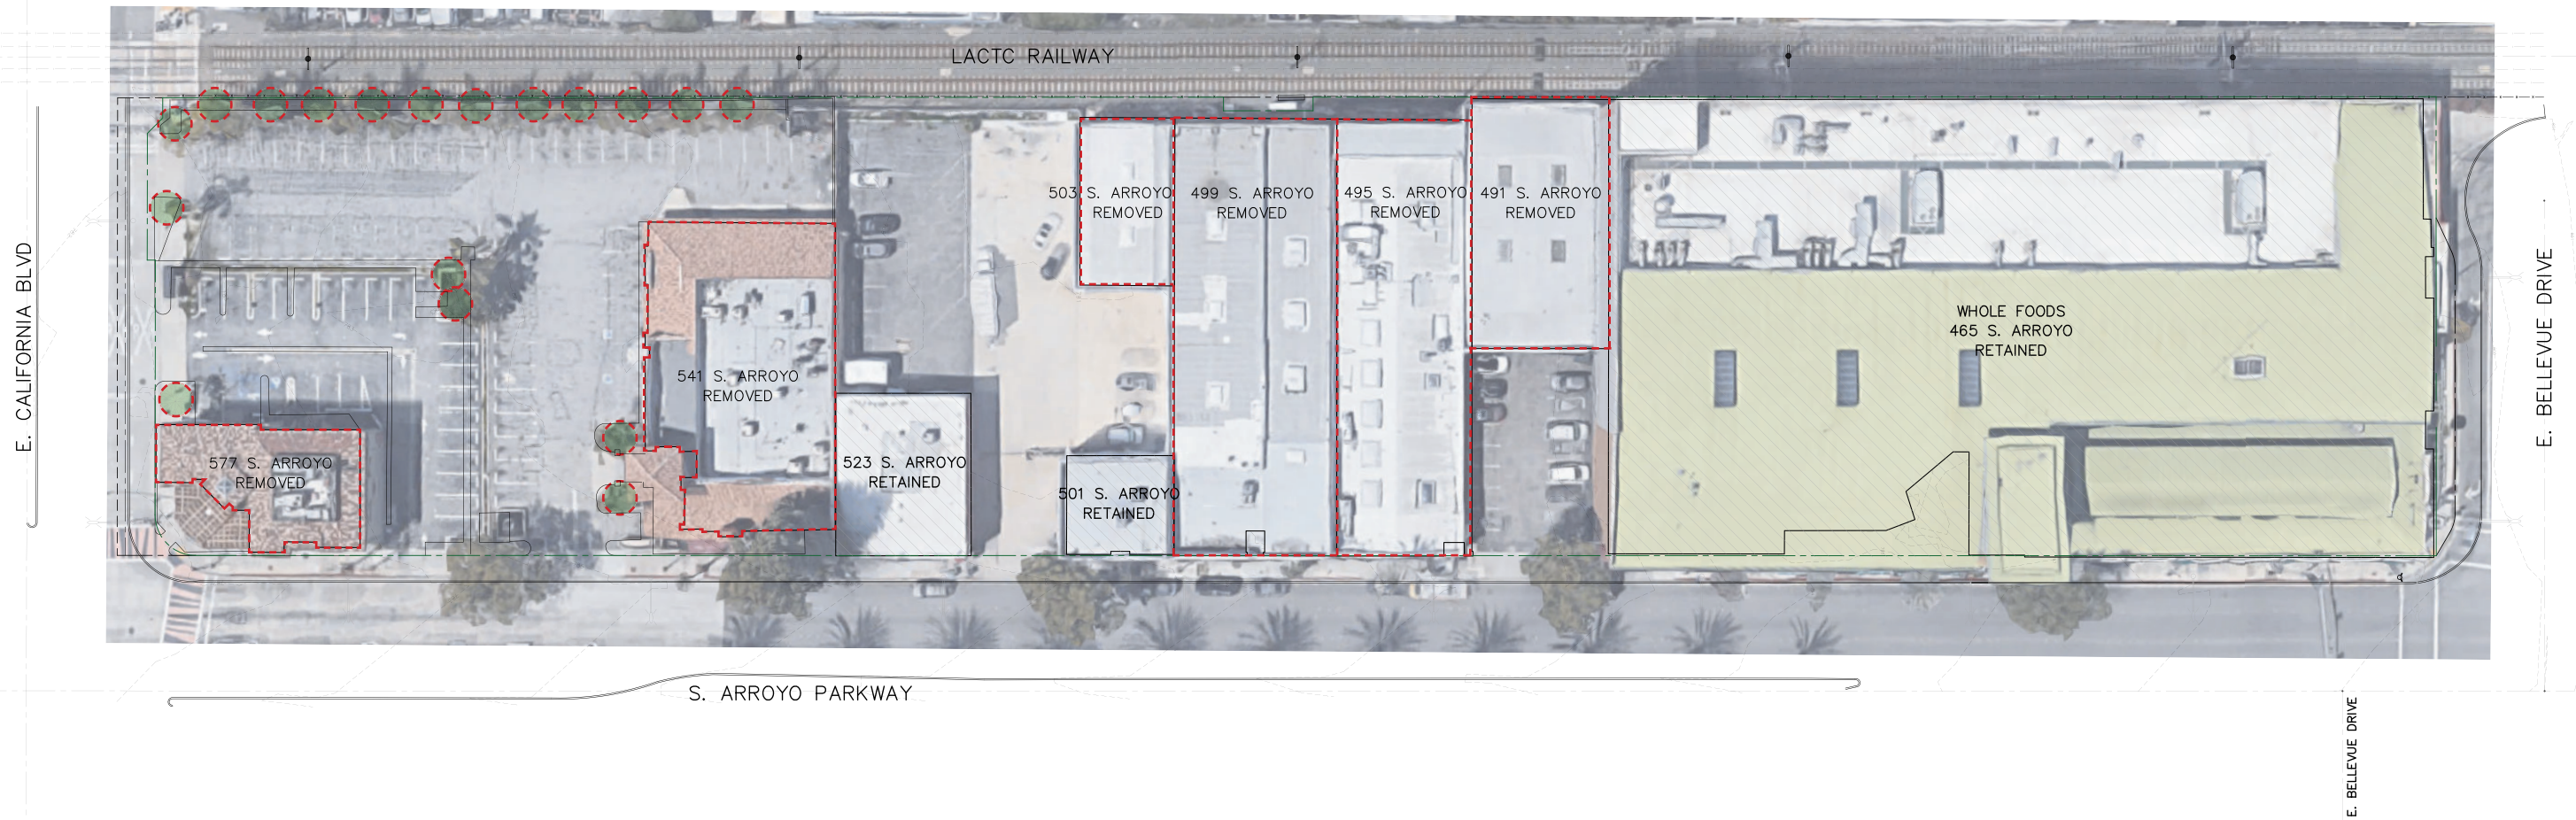 LACTC RAILWAY
E. CALIFORNIA BLVD
503 S. ARROYO
REMOVED
499 S. ARROYO
REMOVED
495 S. ARROYO
REMOVED
491 S. ARROYO
REMOVED
WHOLE FOODS
465 S. ARROYO
RETAINED
E. BELLEVUE DRIVE
541 S. ARROYO
REMOVED
577 S. ARROYO
REMOVED
523 S. ARROYO
RETAINED
501 S. ARROYO
RETAINED
S. ARROYO PARKWAY
E. BELLEVUE DRIVE